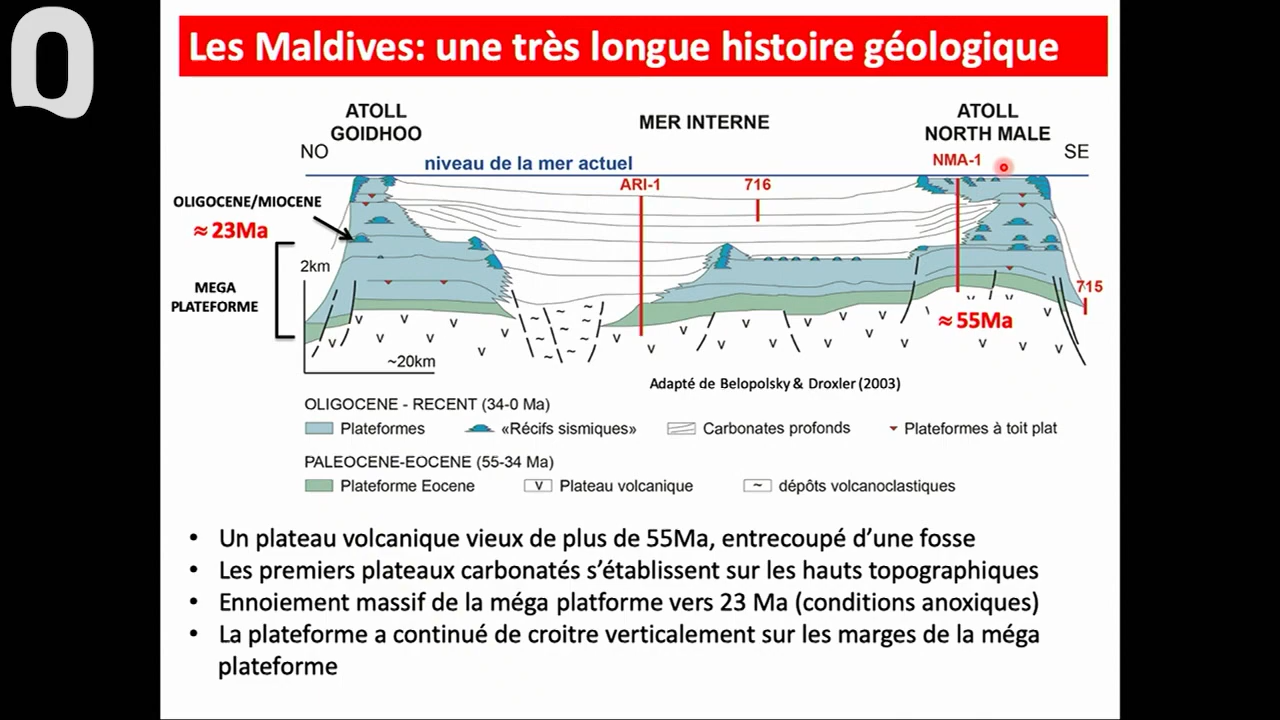 Q
Les Maldives: une très longue histoire géologique
ATOLL
GOIDHOO
MER INTERNE
ATOLL
NORTH MALE
NO
SE
niveau de la mer actuel
NMA-1
ARI-1
716
OLIGOCENE/MIOCENE
≈ 23Ma
2km
MEGA
PLATEFORME
715
≈ 55Ma
~20km
Adapté de Belopolsky & Droxler (2003)
OLIGOCENE - RECENT (34-0 Ma)
Plateformes
«Récifs sismiques»
Carbonates profonds
Plateformes à toit plat
PALEOCENE-EOCENE (55-34 Ma)
Plateforme Eocene
v Plateau volcanique
~ dépôts volcanoclastiques
• Un plateau volcanique vieux de plus de 55Ma, entrecoupé d’une fosse
• Les premiers plateaux carbonatés s’établissent sur les hauts topographiques
• Ennoiement massif de la méga platforme vers 23 Ma (conditions anoxiques)
• La plateforme a continué de croitre verticalement sur les marges de la méga
plateforme